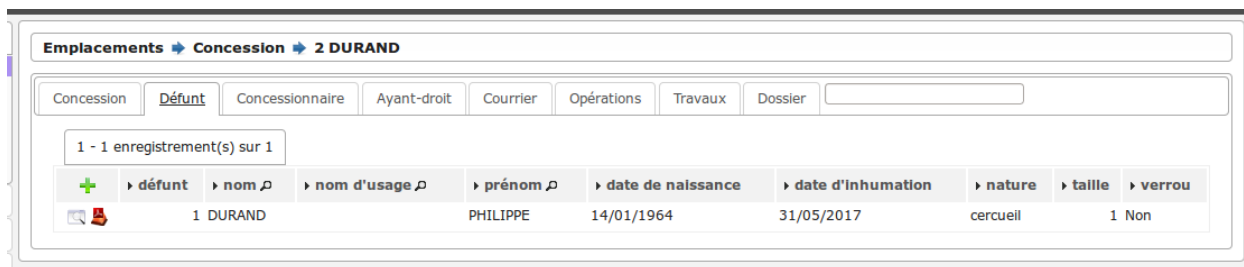 Emplacements Concession 2 DURAND
Concession Défunt Concessionnaire Ayant-droit Courrier Opérations Travaux Dossier
1 - 1 enregistrement(s) sur 1
défunt nom nom d'usage prénom date de naissance date d'inhumation nature taille verrou
1 DURAND PHILIPPE 14/01/1964 31/05/2017 cercueil 1 Non